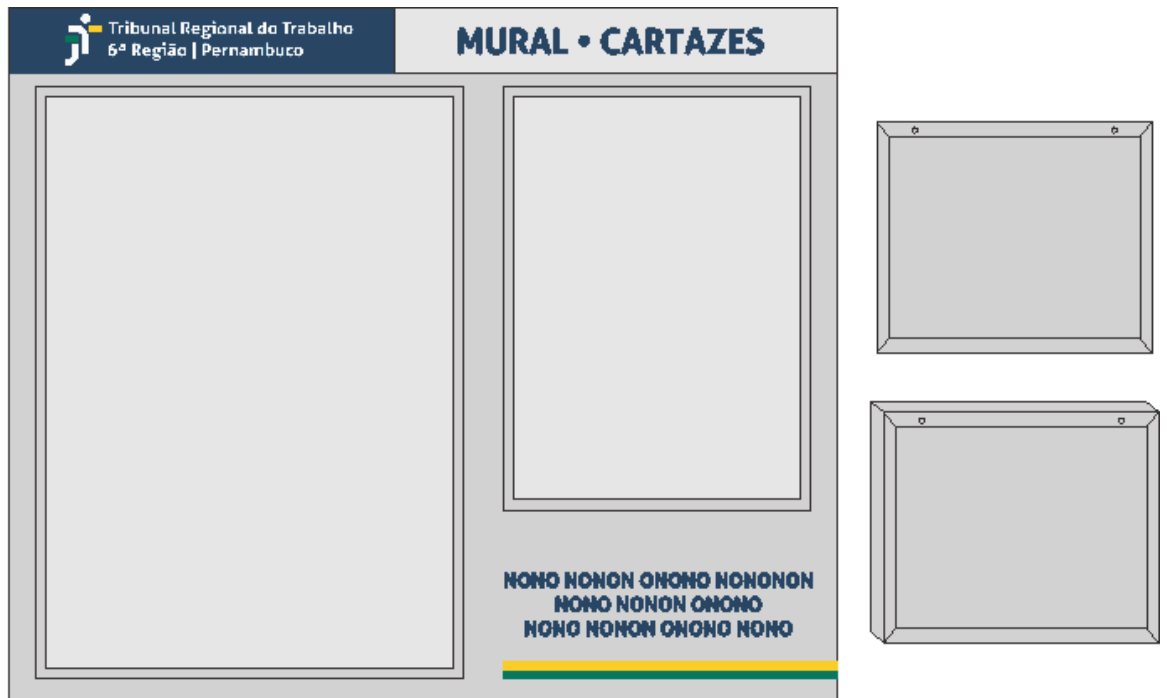 Tribunal Regional do Trabalho
6ª Região | Pernambuco
MURAL • CARTAZES
NONO NONON ONONO NONONON
NONO NONON ONONO
NONO NONON ONONO NONO